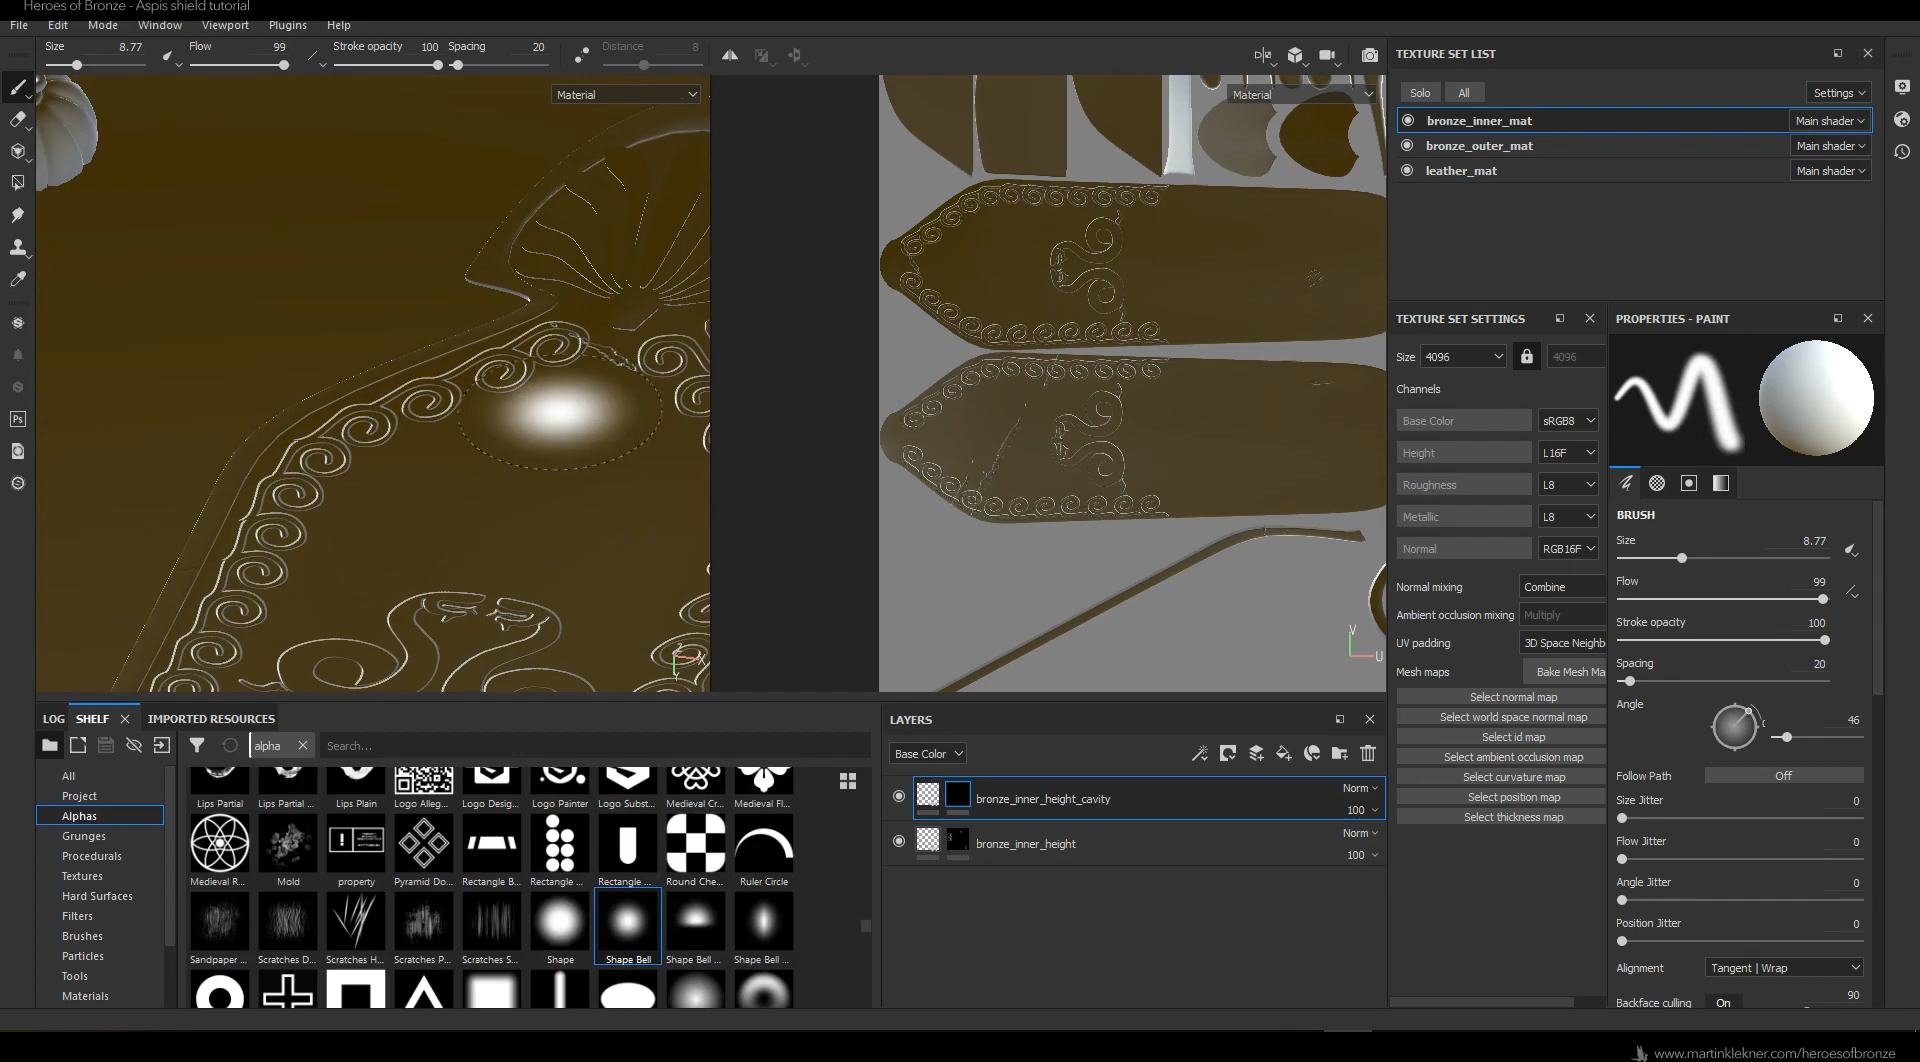 Heroes of Bronze - Aspis shield tutorial
File Edit Mode Window Viewport Plugins Help
Size 8.77 Flow 99 Stroke opacity 100 Spacing 20 Distance 8
Material
Material
TEXTURE SET LIST
Solo All Settings
bronze_inner_mat Main shader
bronze_outer_mat Main shader
leather_mat Main shader
TEXTURE SET SETTINGS
Size 4096 4096
Channels
Base Color sRGB8
Height L16F
Roughness L8
Metallic L8
Normal RGB16F
Normal mixing Combine
Ambient occlusion mixing Multiply
UV padding 3D Space Neighb
Mesh maps Bake Mesh Ma
Select normal map
Select world space normal map
Select id map
Select ambient occlusion map
Select curvature map
Select position map
Select thickness map
PROPERTIES - PAINT
BRUSH
Size 8.77
Flow 99
Stroke opacity 100
Spacing 20
Angle 46
Follow Path Off
Size Jitter 0
Flow Jitter 0
Angle Jitter 0
Position Jitter 0
Alignment Tangent | Wrap
Backface culling On 90
Ps
X
Y
V
U
LOG SHELF IMPORTED RESOURCES
alpha Search...
All
Project
Alphas
Grunges
Procedurals
Textures
Hard Surfaces
Filters
Brushes
Particles
Tools
Materials
Lips Partial Lips Partial ... Lips Plain Logo Alleg... Logo Desig... Logo Painter Logo Subst... Medieval Cr... Medieval Fl...
Medieval R... Mold property Pyramid Do... Rectangle B... Rectangle ... Rectangle ... Round Che... Ruler Circle
Sandpaper ... Scratches D... Scratches H... Scratches P... Scratches S... Shape Shape Bell Shape Bell ... Shape Bell ...
LAYERS
Base Color
bronze_inner_height_cavity Norm 100
bronze_inner_height Norm 100
www.martinklekner.com/heroesofbronze